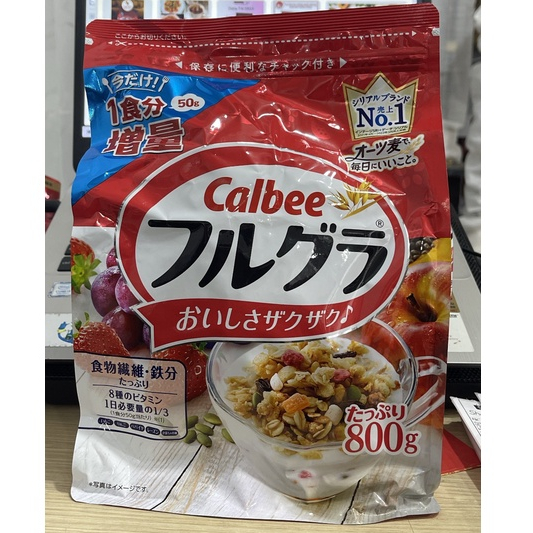 ここからお切りください。
保存に便利なチャック付き
今だけ!
1食分
50g
増量
シリアルブランド
売上
No.1
オーツ麦で
毎日にいいこと。
Calbee
フルグラ®
おいしさザクザク♪
食物繊維・鉄分
たっぷり
8種のビタミン
1日必要量の1/3
たっぷり
800g
*写真はイメージです。